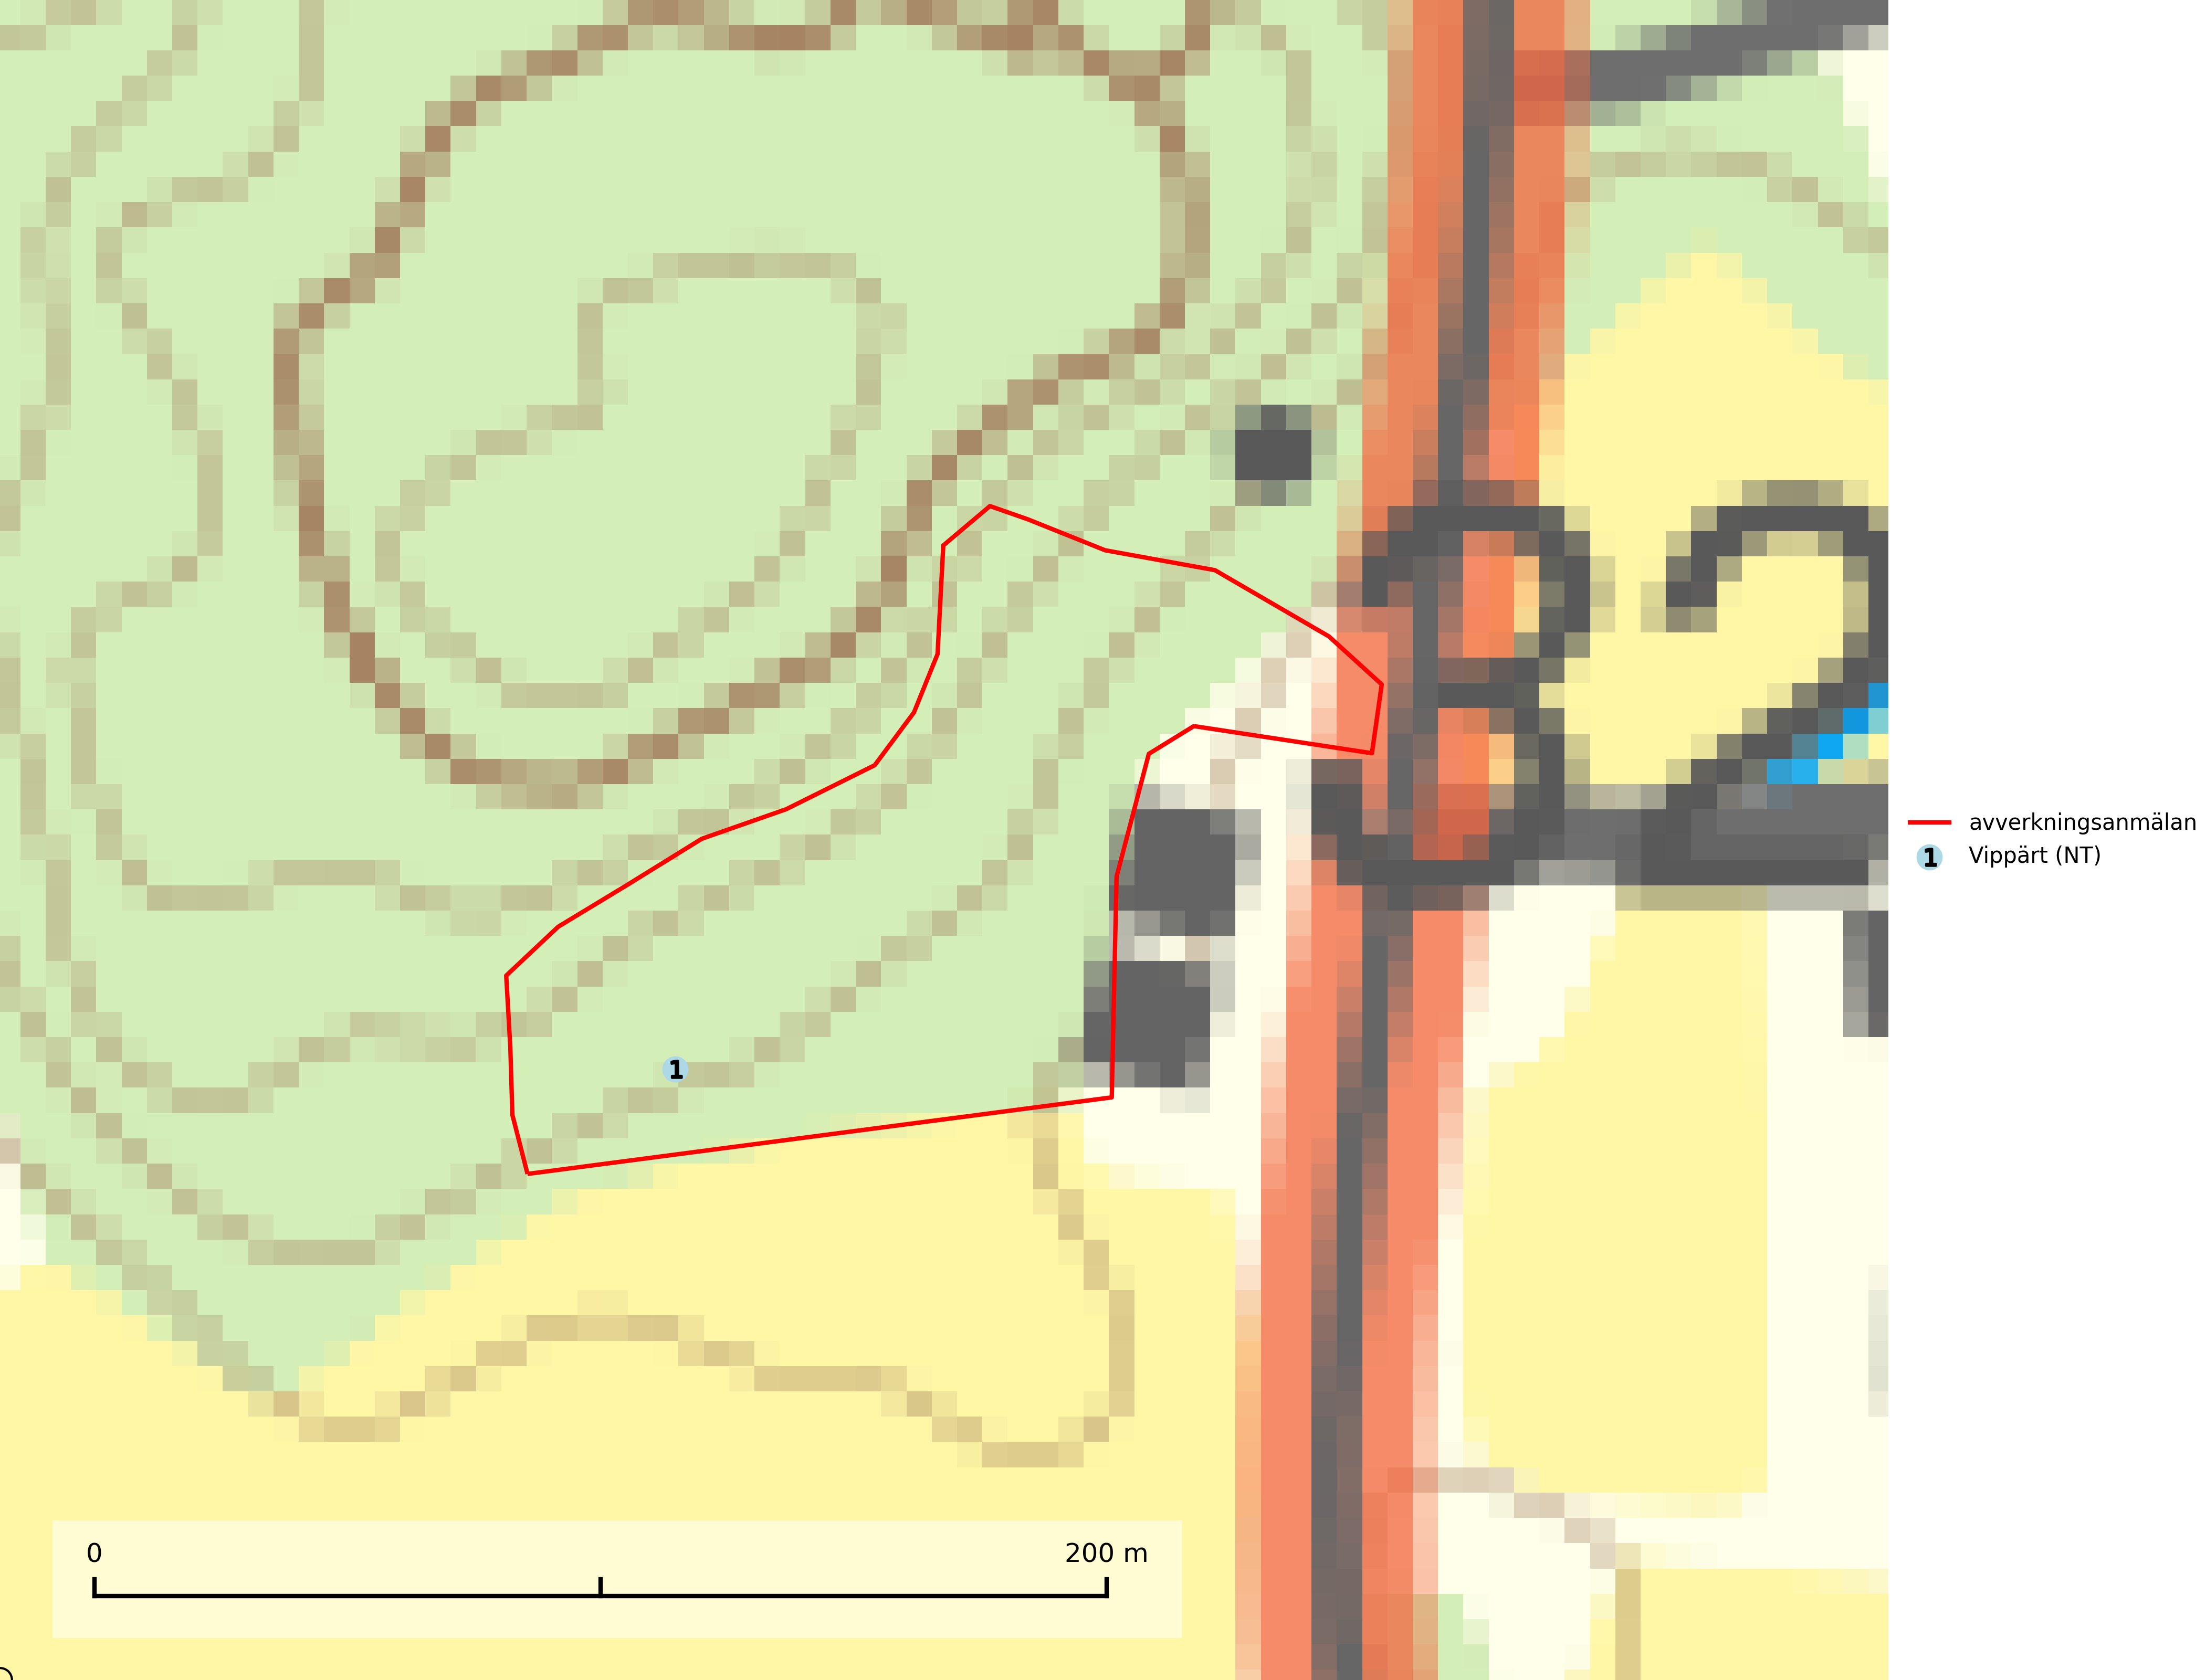 1
avverkningsanmälan
1 Vippärt (NT)
0 200 m